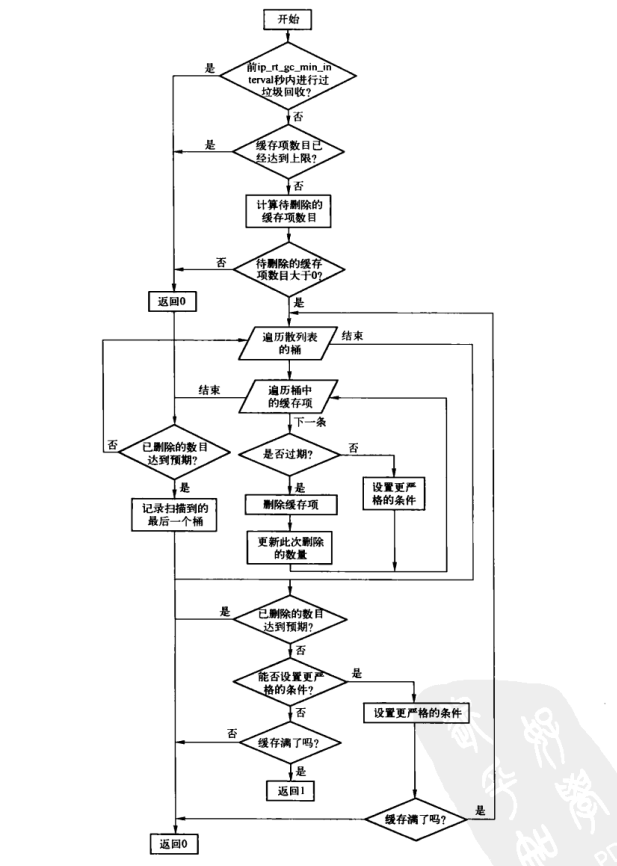 开始
是
前ip_rt_gc_min_in
terval秒内进行过
垃圾回收?
否
是
缓存项数目已
经达到上限?
否
计算待删除的
缓存项数目
否
待删除的缓存
项数目大于0?
是
返回0
遍历散列表
的桶
结束
结束
遍历桶中
的缓存项
下一条
否
已删除的数目
达到预期?
是
是否过期?
否
是
设置更严
格的条件
删除缓存项
记录扫描到的
最后一个桶
更新此次删除
的数量
是
已删除的数目
达到预期?
否
能否设置更严
格的条件?
是
否
设置更严格的条件
否
缓存满了吗?
是
返回1
缓存满了吗?
是
返回0